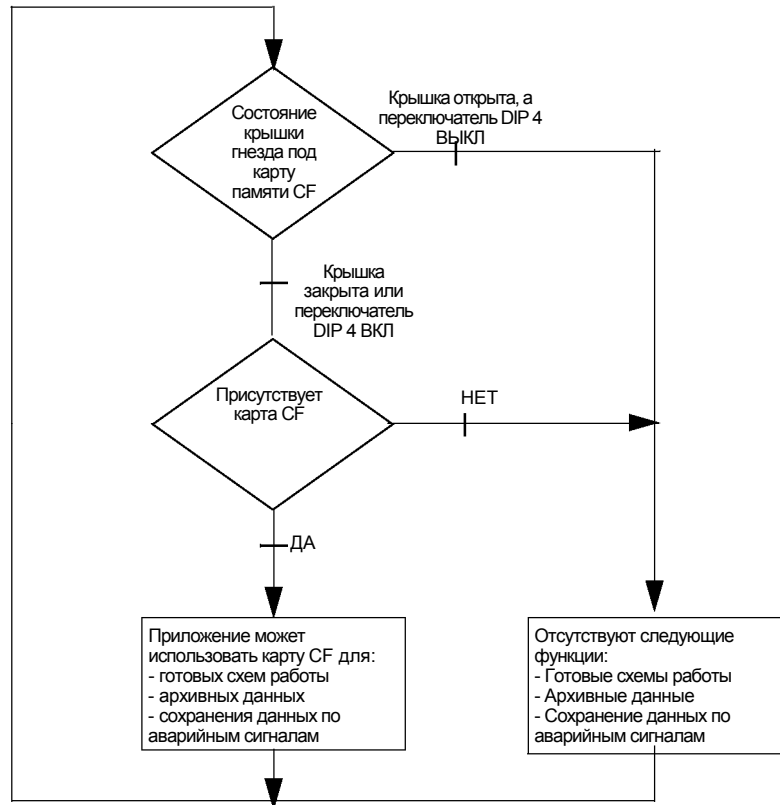 Состояние
крышки
гнезда под
карту
памяти CF
Крышка открыта, а
переключатель DIP 4
ВЫКЛ
Крышка
закрыта или
переключатель
DIP 4 ВКЛ
Присутствует
карта CF
НЕТ
ДА
Приложение может
использовать карту CF для:
- готовых схем работы
- архивных данных
- сохранения данных по
аварийным сигналам
Отсутствуют следующие
функции:
- Готовые схемы работы
- Архивные данные
- Сохранение данных по
аварийным сигналам